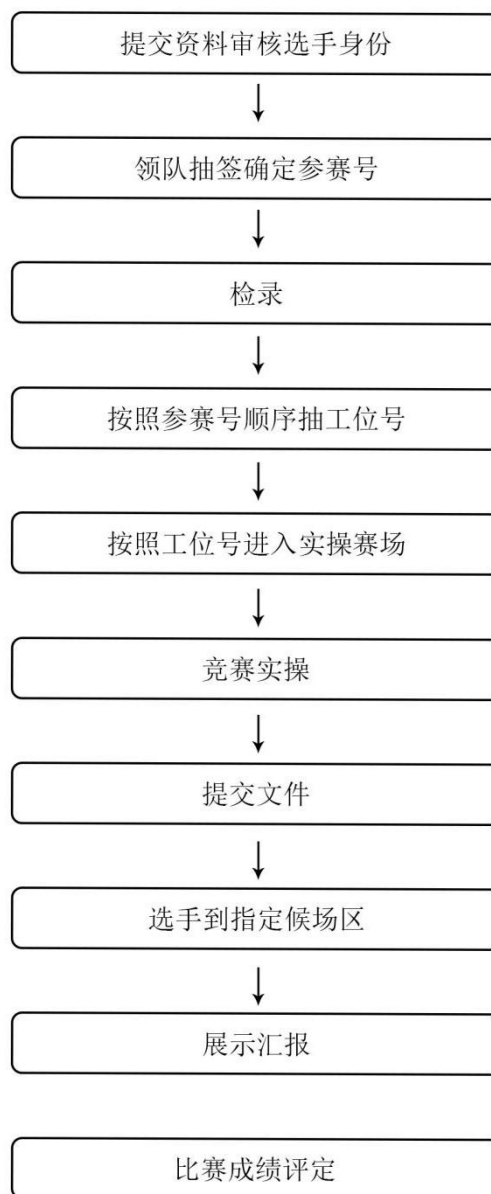 提交资料审核选手身份
领队抽签确定参赛号
检录
按照参赛号顺序抽工位号
按照工位号进入实操赛场
竞赛实操
提交文件
选手到指定候场区
展示汇报
比赛成绩评定